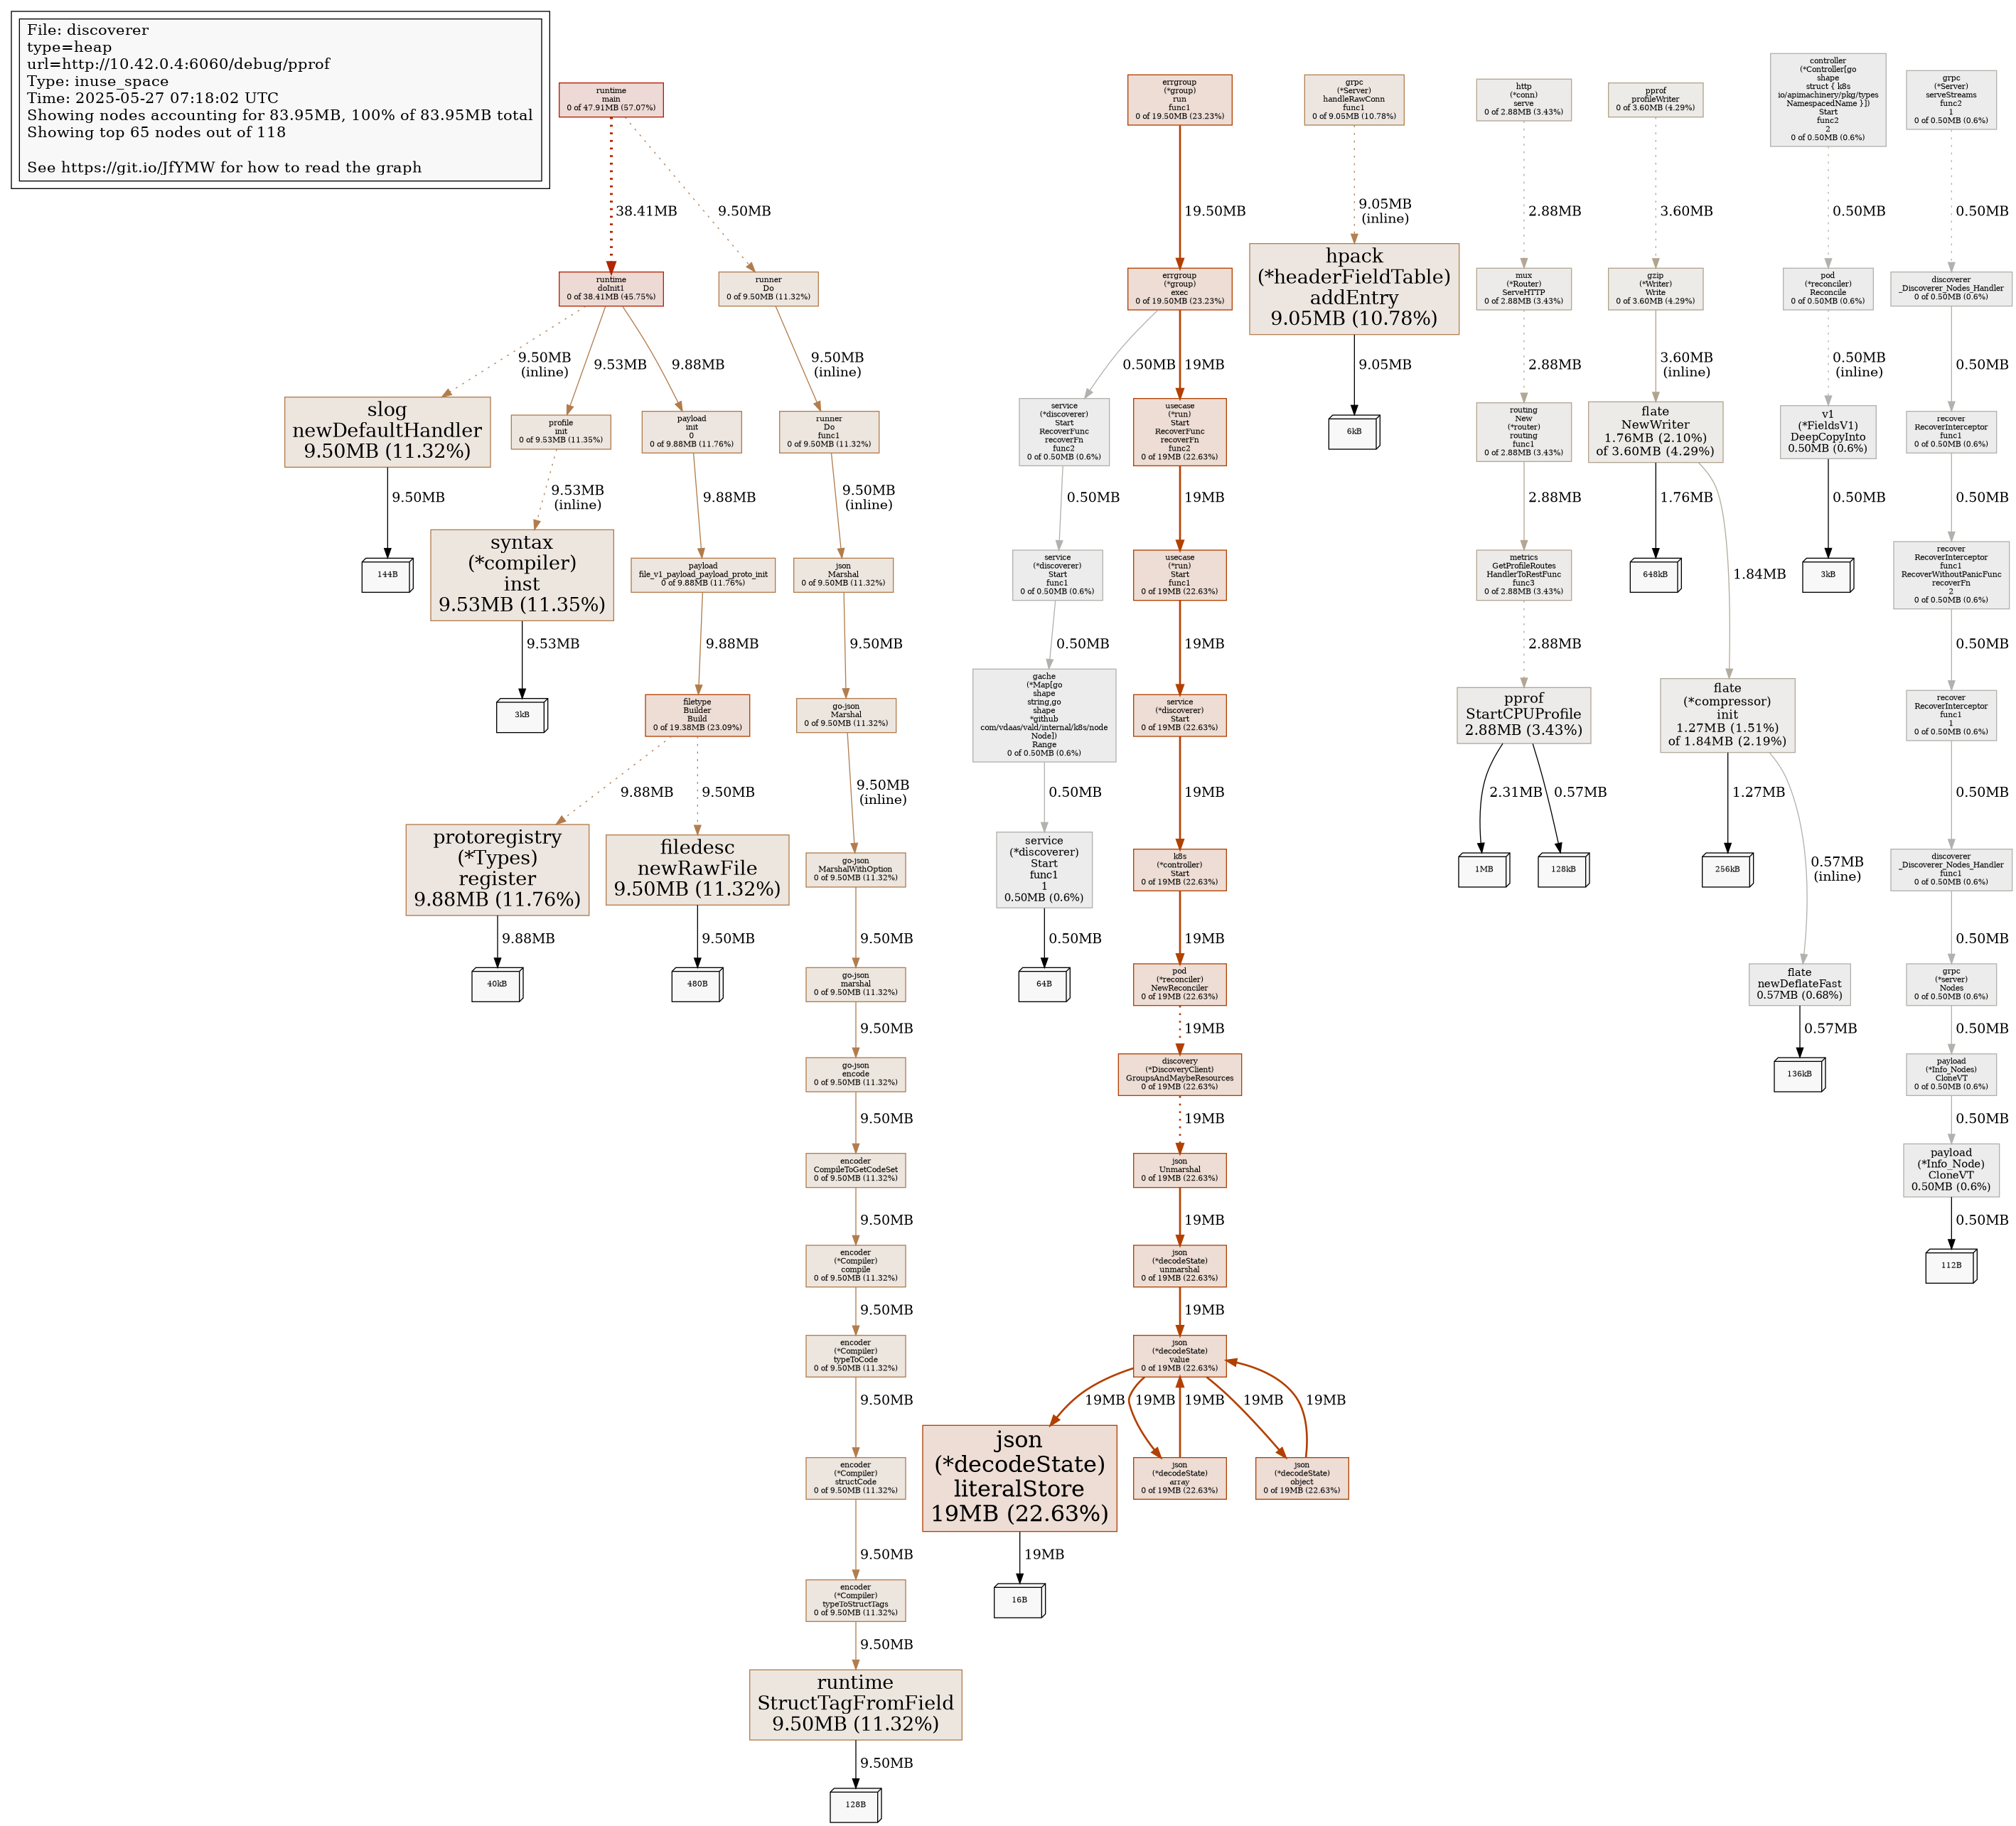 File: discoverer
type=heap
url=http://10.42.0.4:6060/debug/pprof
Type: inuse_space
Time: 2025-05-27 07:18:02 UTC
Showing nodes accounting for 83.95MB, 100% of 83.95MB total
Showing top 65 nodes out of 118
See https://git.io/JfYMW for how to read the graph
runtime
main
0 of 47.91MB (57.07%)
38.41MB
9.50MB
runtime
doInit1
0 of 38.41MB (45.75%)
runner
Do
0 of 9.50MB (11.32%)
9.50MB
(inline)
9.53MB
9.88MB
9.50MB
(inline)
slog
newDefaultHandler
9.50MB (11.32%)
9.50MB
144B
profile
init
0 of 9.53MB (11.35%)
9.53MB
(inline)
syntax
(*compiler)
inst
9.53MB (11.35%)
9.53MB
3kB
payload
init
0
0 of 9.88MB (11.76%)
9.88MB
payload
file_v1_payload_payload_proto_init
0 of 9.88MB (11.76%)
9.88MB
filetype
Builder
Build
0 of 19.38MB (23.09%)
9.88MB
9.50MB
protoregistry
(*Types)
register
9.88MB (11.76%)
9.88MB
40kB
filedesc
newRawFile
9.50MB (11.32%)
9.50MB
480B
runner
Do
func1
0 of 9.50MB (11.32%)
9.50MB
(inline)
json
Marshal
0 of 9.50MB (11.32%)
9.50MB
go-json
Marshal
0 of 9.50MB (11.32%)
9.50MB
(inline)
go-json
MarshalWithOption
0 of 9.50MB (11.32%)
9.50MB
go-json
marshal
0 of 9.50MB (11.32%)
9.50MB
go-json
encode
0 of 9.50MB (11.32%)
9.50MB
encoder
CompileToGetCodeSet
0 of 9.50MB (11.32%)
9.50MB
encoder
(*Compiler)
compile
0 of 9.50MB (11.32%)
9.50MB
encoder
(*Compiler)
typeToCode
0 of 9.50MB (11.32%)
9.50MB
encoder
(*Compiler)
structCode
0 of 9.50MB (11.32%)
9.50MB
encoder
(*Compiler)
typeToStructTags
0 of 9.50MB (11.32%)
9.50MB
runtime
StructTagFromField
9.50MB (11.32%)
9.50MB
128B
errgroup
(*group)
run
func1
0 of 19.50MB (23.23%)
19.50MB
errgroup
(*group)
exec
0 of 19.50MB (23.23%)
0.50MB
19MB
service
(*discoverer)
Start
RecoverFunc
recoverFn
func2
0 of 0.50MB (0.6%)
0.50MB
service
(*discoverer)
Start
func1
0 of 0.50MB (0.6%)
0.50MB
gache
(*Map[go
shape
string,go
shape
*github
com/vdaas/vald/internal/k8s/node
Node])
Range
0 of 0.50MB (0.6%)
0.50MB
service
(*discoverer)
Start
func1
1
0.50MB (0.6%)
0.50MB
64B
usecase
(*run)
Start
RecoverFunc
recoverFn
func2
0 of 19MB (22.63%)
19MB
usecase
(*run)
Start
func1
0 of 19MB (22.63%)
19MB
service
(*discoverer)
Start
0 of 19MB (22.63%)
19MB
k8s
(*controller)
Start
0 of 19MB (22.63%)
19MB
pod
(*reconciler)
NewReconciler
0 of 19MB (22.63%)
19MB
discovery
(*DiscoveryClient)
GroupsAndMaybeResources
0 of 19MB (22.63%)
19MB
json
Unmarshal
0 of 19MB (22.63%)
19MB
json
(*decodeState)
unmarshal
0 of 19MB (22.63%)
19MB
json
(*decodeState)
value
0 of 19MB (22.63%)
19MB
19MB
19MB
19MB
19MB
json
(*decodeState)
literalStore
19MB (22.63%)
19MB
16B
json
(*decodeState)
array
0 of 19MB (22.63%)
json
(*decodeState)
object
0 of 19MB (22.63%)
grpc
(*Server)
handleRawConn
func1
0 of 9.05MB (10.78%)
9.05MB
(inline)
hpack
(*headerFieldTable)
addEntry
9.05MB (10.78%)
9.05MB
6kB
http
(*conn)
serve
0 of 2.88MB (3.43%)
2.88MB
mux
(*Router)
ServeHTTP
0 of 2.88MB (3.43%)
2.88MB
routing
New
(*router)
routing
func1
0 of 2.88MB (3.43%)
2.88MB
metrics
GetProfileRoutes
HandlerToRestFunc
func3
0 of 2.88MB (3.43%)
2.88MB
pprof
StartCPUProfile
2.88MB (3.43%)
2.31MB
0.57MB
1MB
128kB
pprof
profileWriter
0 of 3.60MB (4.29%)
3.60MB
gzip
(*Writer)
Write
0 of 3.60MB (4.29%)
3.60MB
(inline)
flate
NewWriter
1.76MB (2.10%)
of 3.60MB (4.29%)
1.76MB
648kB
1.84MB
flate
(*compressor)
init
1.27MB (1.51%)
of 1.84MB (2.19%)
1.27MB
256kB
0.57MB
(inline)
flate
newDeflateFast
0.57MB (0.68%)
0.57MB
136kB
controller
(*Controller[go
shape
struct { k8s
io/apimachinery/pkg/types
NamespacedName }])
Start
func2
2
0 of 0.50MB (0.6%)
0.50MB
pod
(*reconciler)
Reconcile
0 of 0.50MB (0.6%)
0.50MB
(inline)
v1
(*FieldsV1)
DeepCopyInto
0.50MB (0.6%)
0.50MB
3kB
grpc
(*Server)
serveStreams
func2
1
0 of 0.50MB (0.6%)
0.50MB
discoverer
_Discoverer_Nodes_Handler
0 of 0.50MB (0.6%)
0.50MB
recover
RecoverInterceptor
func1
0 of 0.50MB (0.6%)
0.50MB
recover
RecoverInterceptor
func1
RecoverWithoutPanicFunc
recoverFn
2
0 of 0.50MB (0.6%)
0.50MB
recover
RecoverInterceptor
func1
1
0 of 0.50MB (0.6%)
0.50MB
discoverer
_Discoverer_Nodes_Handler
func1
0 of 0.50MB (0.6%)
0.50MB
grpc
(*server)
Nodes
0 of 0.50MB (0.6%)
0.50MB
payload
(*Info_Nodes)
CloneVT
0 of 0.50MB (0.6%)
0.50MB
payload
(*Info_Node)
CloneVT
0.50MB (0.6%)
0.50MB
112B